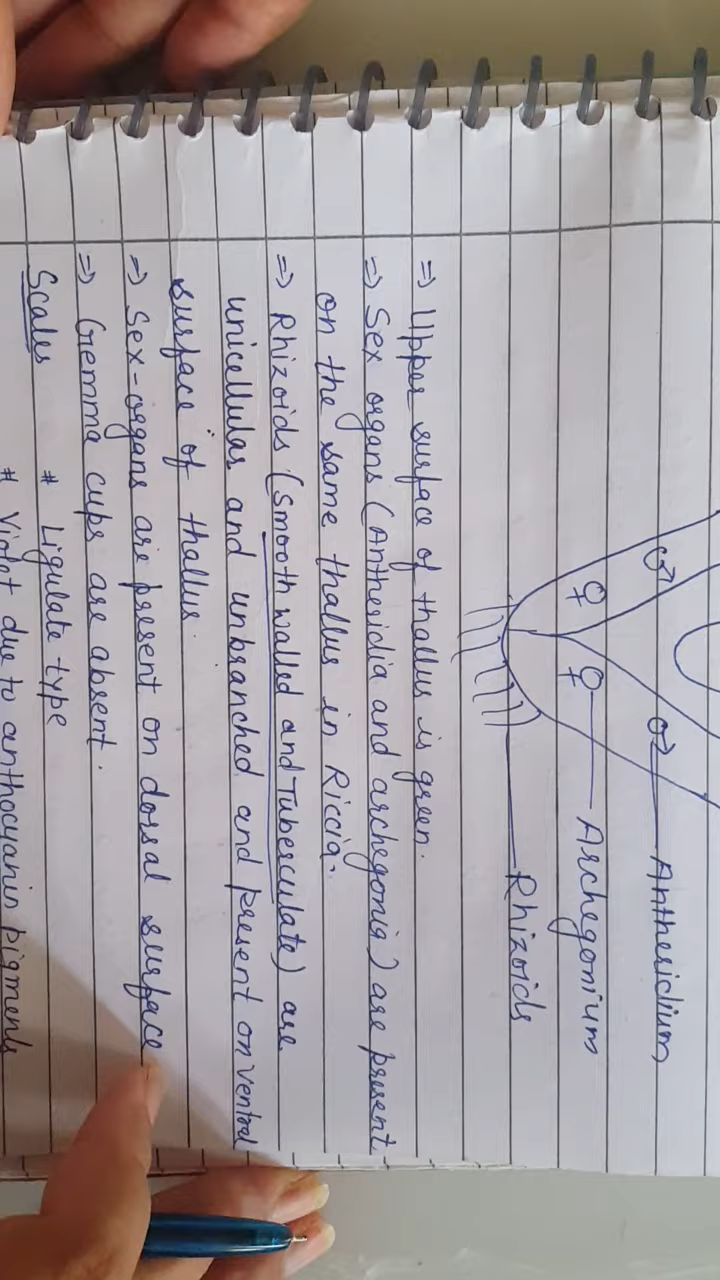 ♂ → Antheridium
♀ ♀ Archegonium
Rhizoids
⇒ Upper surface of thallus is green.
⇒ Sex organs (Antheridia and archegonia) are present
on the same thallus in Riccia.
⇒ Rhizoids (Smooth walled and Tuberculate) are
unicellular and unbranched and present on ventral
surface of thallus.
⇒ Sex-organs are present on dorsal surface
⇒ Gemma cups are absent.
Scales # Ligulate type
# Violat due to anthocyanin pigments